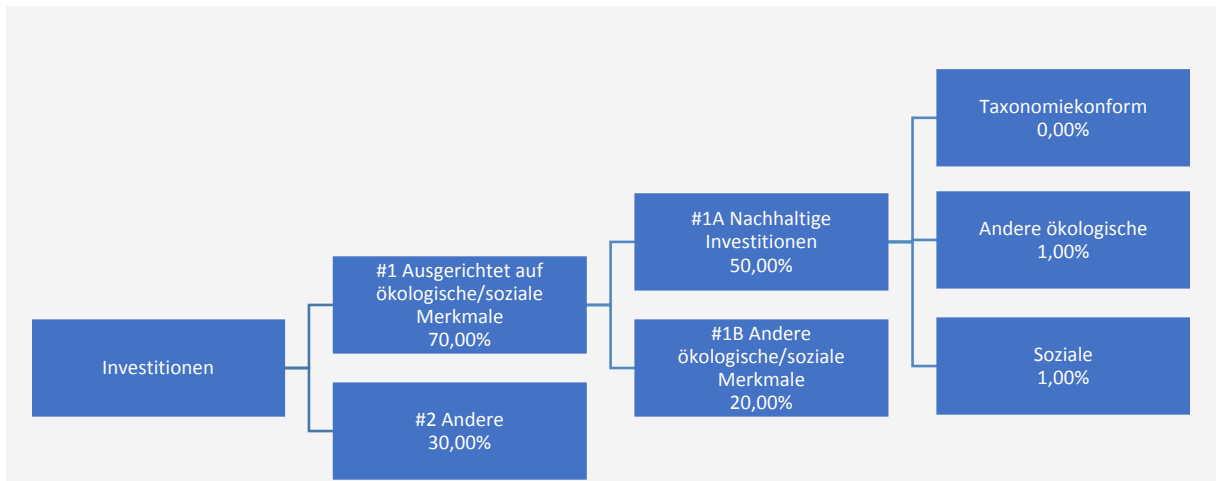 Investitionen
#1 Ausgerichtet auf
ökologische/soziale
Merkmale
70,00%
#2 Andere
30,00%
#1A Nachhaltige
Investitionen
50,00%
#1B Andere
ökologische/soziale
Merkmale
20,00%
Taxonomiekonform
0,00%
Andere ökologische
1,00%
Soziale
1,00%